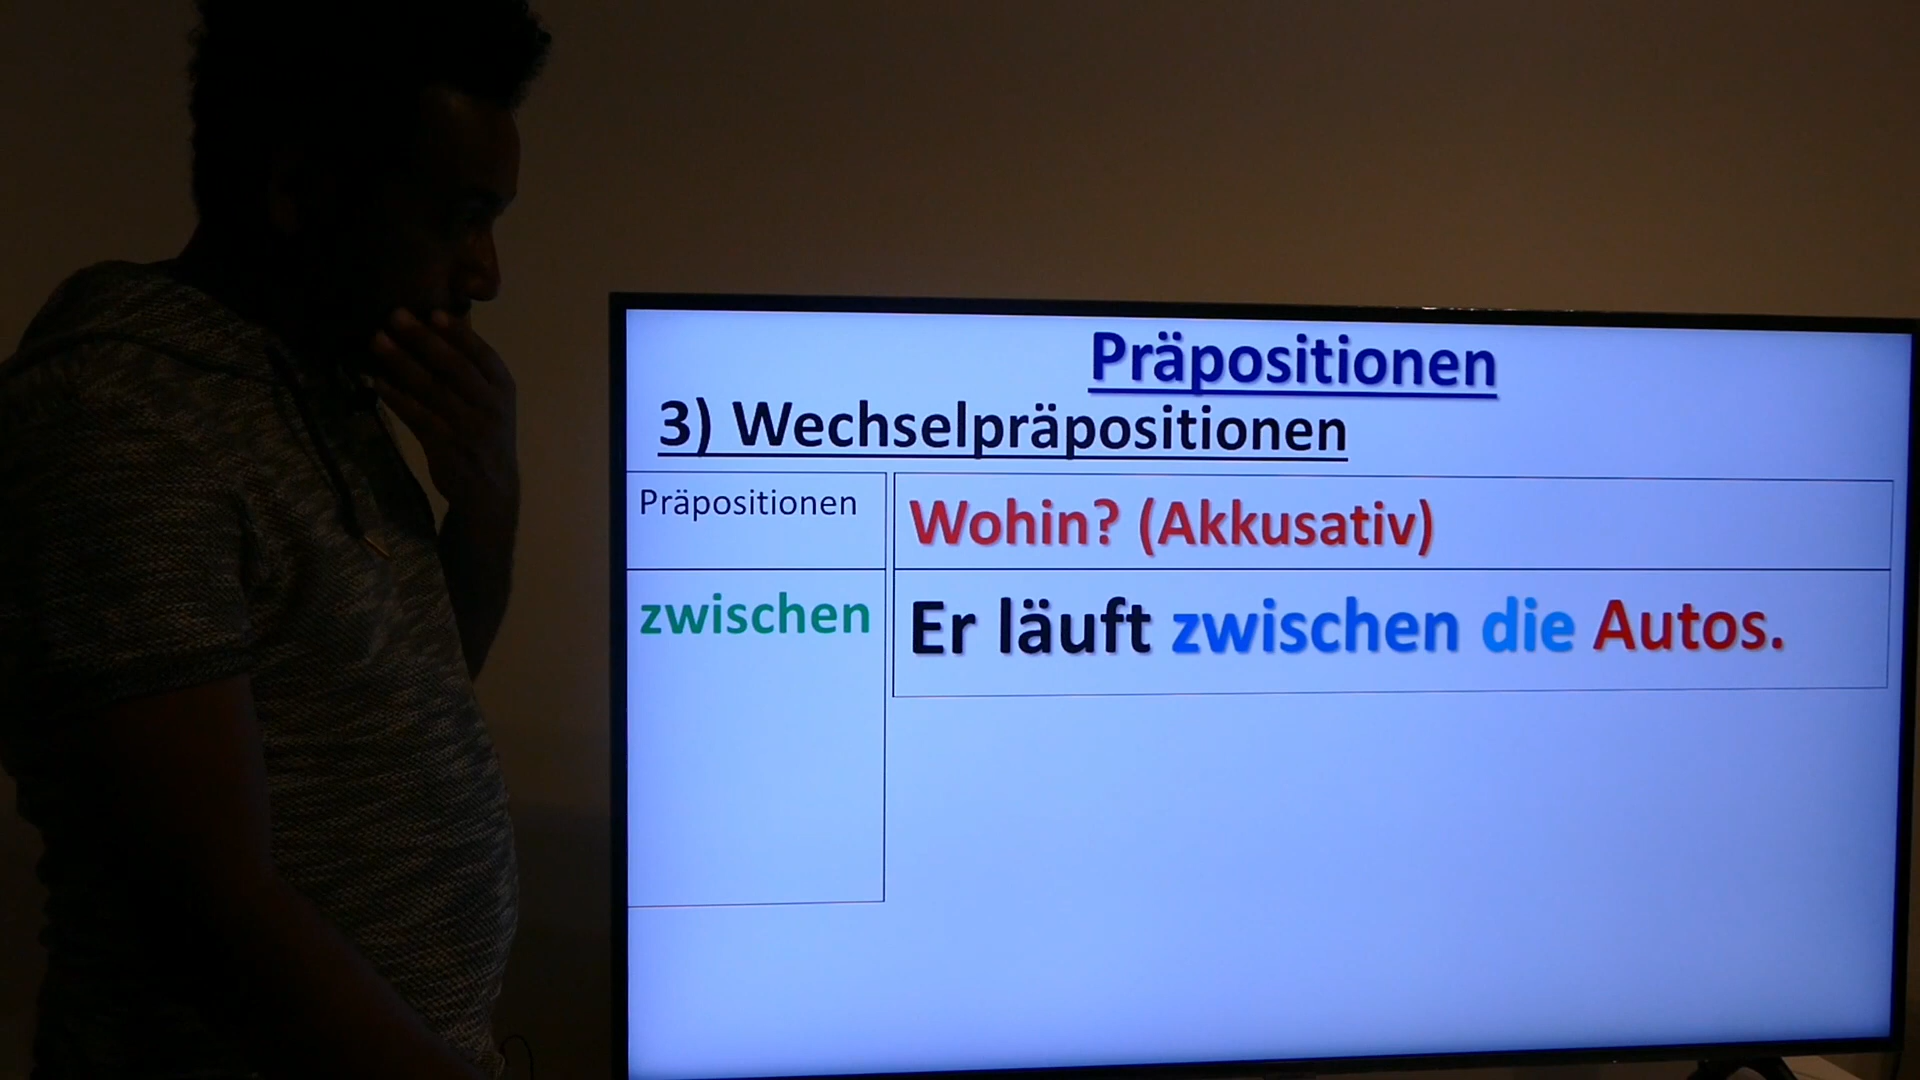 Präpositionen
3) Wechselpräpositionen
Präpositionen
Wohin? (Akkusativ)
zwischen
Er läuft zwischen die Autos.